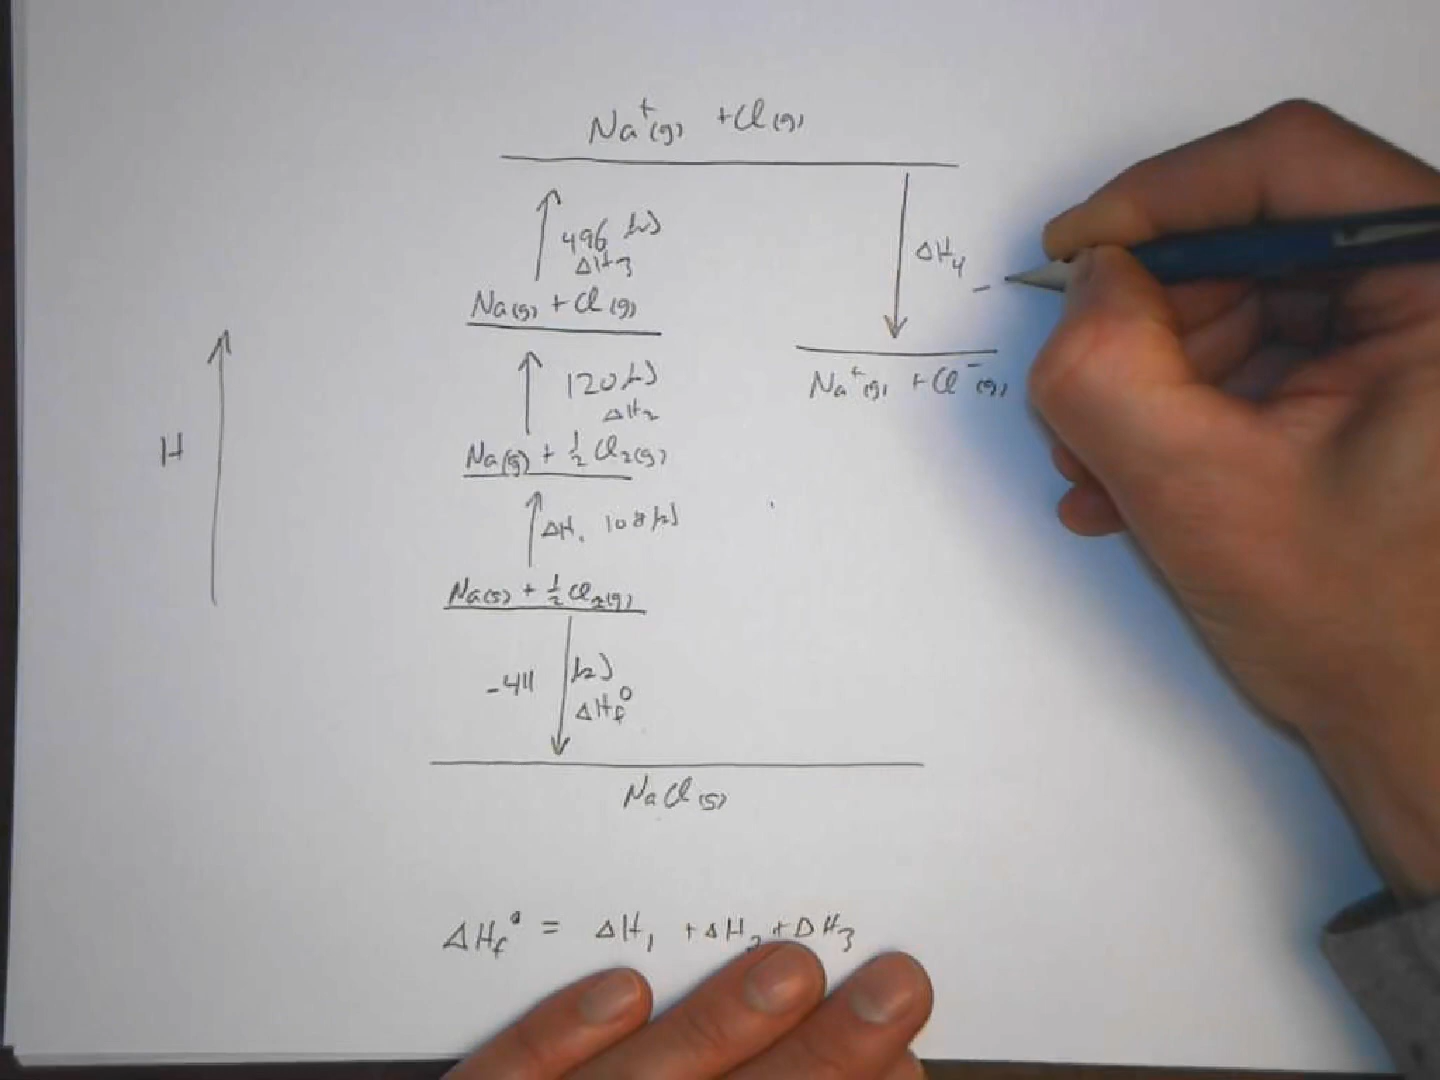 Na⁺(g) + Cl(g)
496 kJ
ΔH₃
ΔH₄ –
Na(g) + Cl(g)
Na⁺(g) + Cl⁻(g)
120 kJ
ΔH₂
H
Na(g) + ½ Cl₂(g)
ΔH₁ 108 kJ
Na(s) + ½ Cl₂(g)
-411 kJ
ΔHf⁰
NaCl(s)
ΔHf° = ΔH₁ + ΔH₂ + ΔH₃